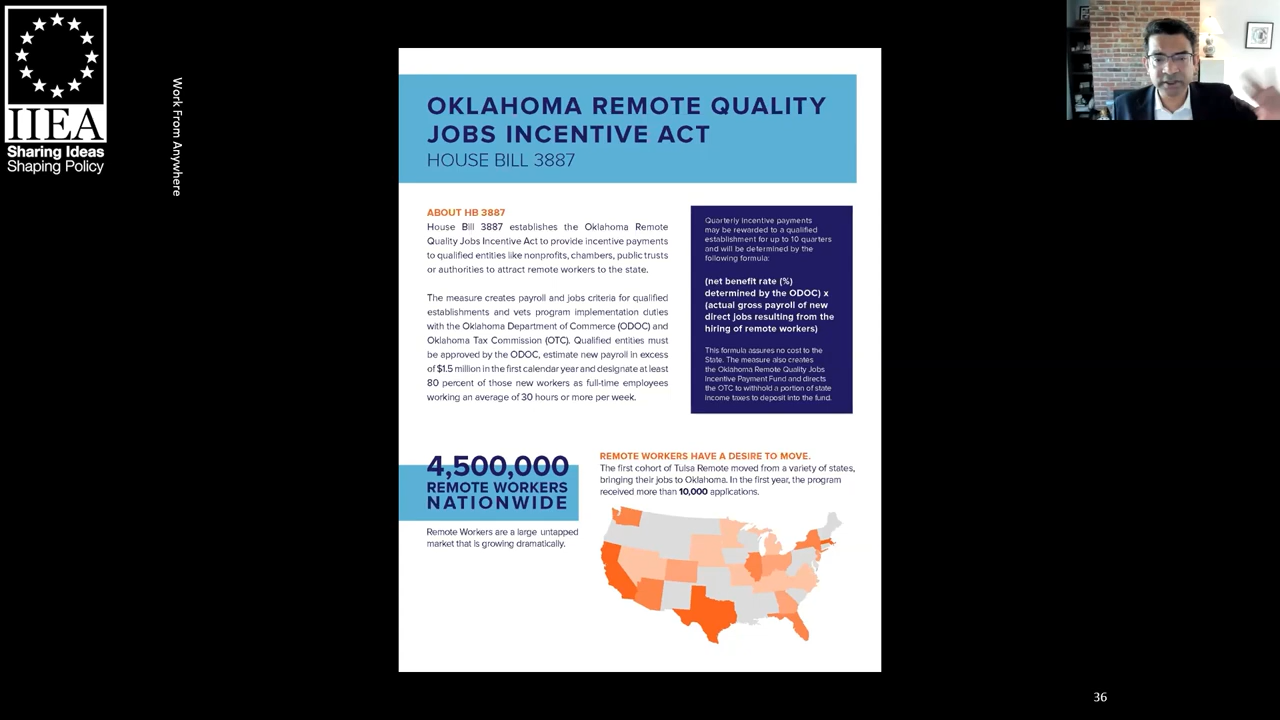 IIEA
Sharing Ideas
Shaping Policy
Work From Anywhere
OKLAHOMA REMOTE QUALITY
JOBS INCENTIVE ACT
HOUSE BILL 3887
ABOUT HB 3887
House Bill 3887 establishes the Oklahoma Remote
Quality Jobs Incentive Act to provide incentive payments
to qualified entities like nonprofits, chambers, public trusts
or authorities to attract remote workers to the state.
The measure creates payroll and jobs criteria for qualified
establishments and vets program implementation duties
with the Oklahoma Department of Commerce (ODOC) and
Oklahoma Tax Commission (OTC). Qualified entities must
be approved by the ODOC, estimate new payroll in excess
of $1.5 million in the first calendar year and designate at least
80 percent of those new workers as full-time employees
working an average of 30 hours or more per week.
Quarterly incentive payments
may be rewarded to a qualified
establishment for up to 10 quarters
and will be determined by the
following formula:
(net benefit rate (%)
determined by the ODOC) x
(actual gross payroll of new
direct jobs resulting from the
hiring of remote workers)
This formula assures no cost to the
State. The measure also creates
the Oklahoma Remote Quality Jobs
Incentive Payment Fund and directs
the OTC to withhold a portion of state
income taxes to deposit into the fund.
4,500,000
REMOTE WORKERS
NATIONWIDE
Remote Workers are a large untapped
market that is growing dramatically.
REMOTE WORKERS HAVE A DESIRE TO MOVE.
The first cohort of Tulsa Remote moved from a variety of states,
bringing their jobs to Oklahoma. In the first year, the program
received more than 10,000 applications.
36